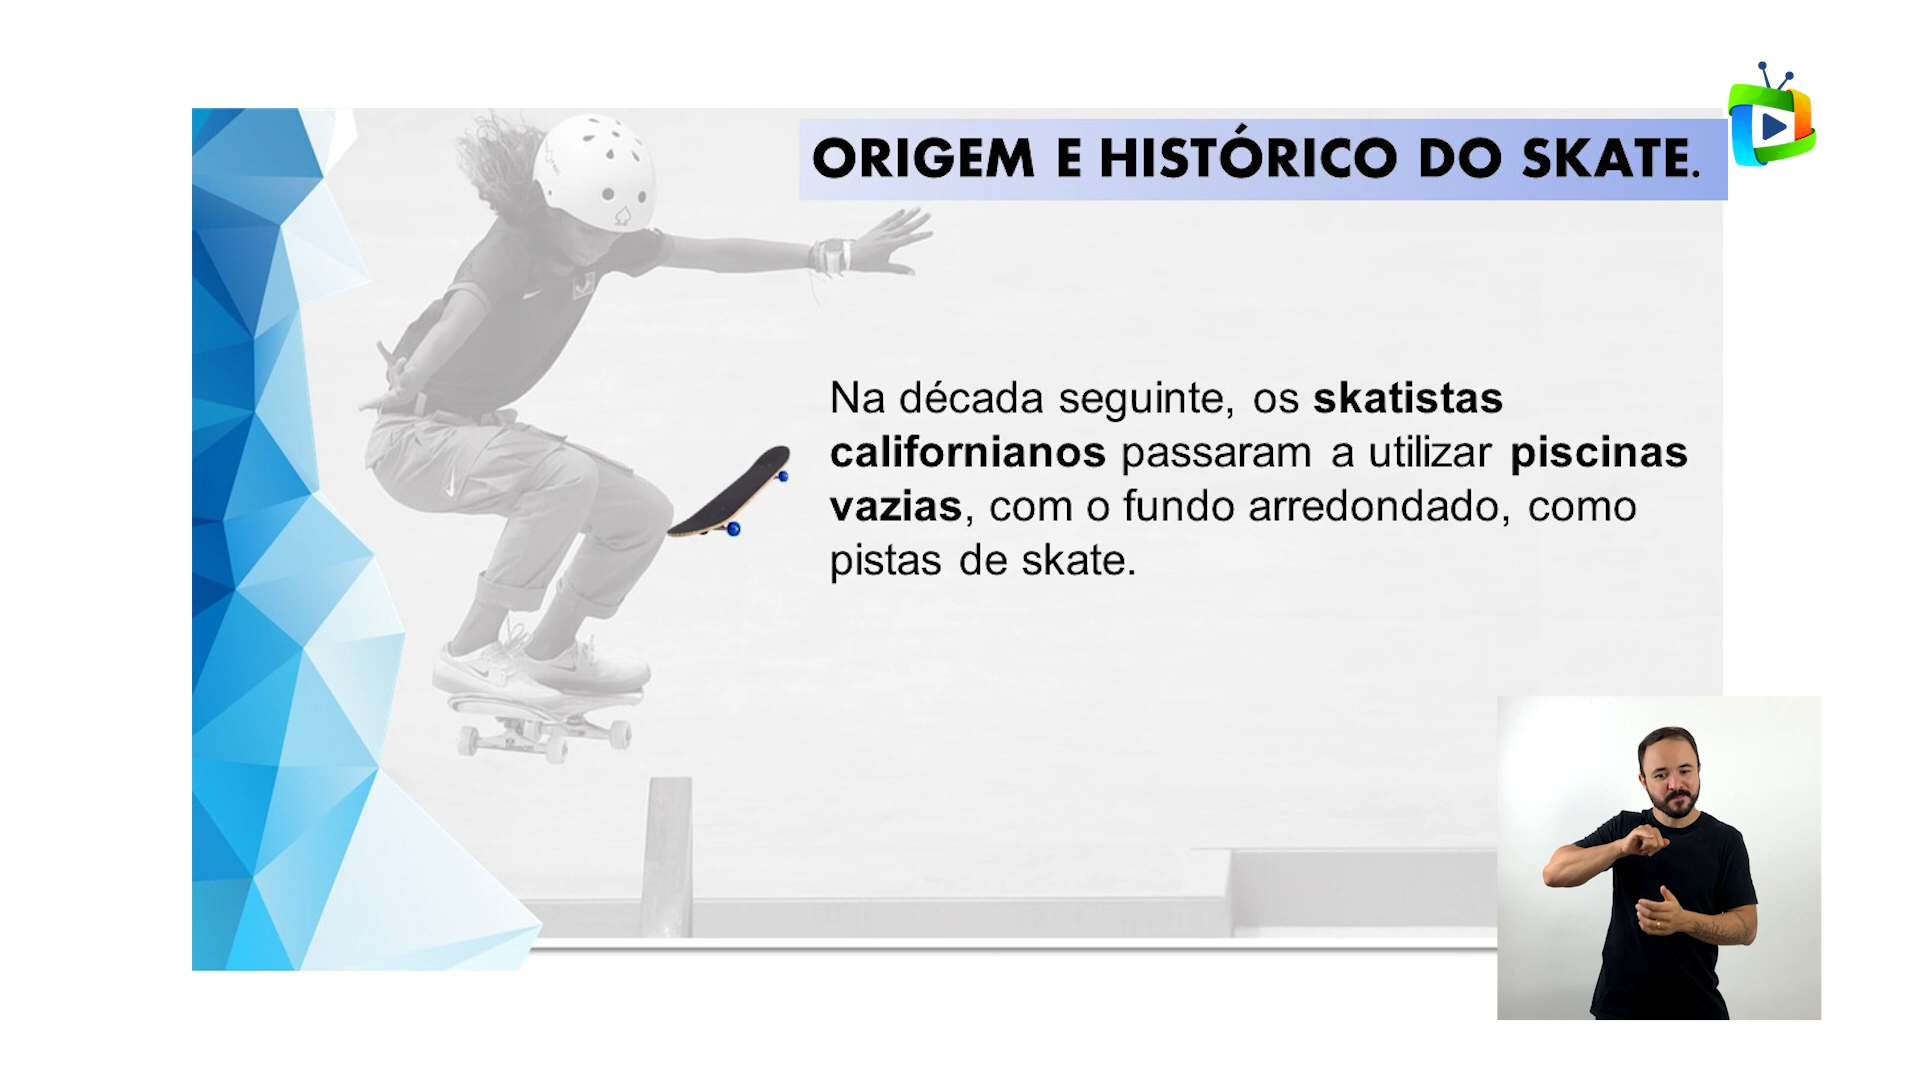 ORIGEM E HISTÓRICO DO SKATE.
Na década seguinte, os skatistas
californianos passaram a utilizar piscinas
vazias, com o fundo arredondado, como
pistas de skate.